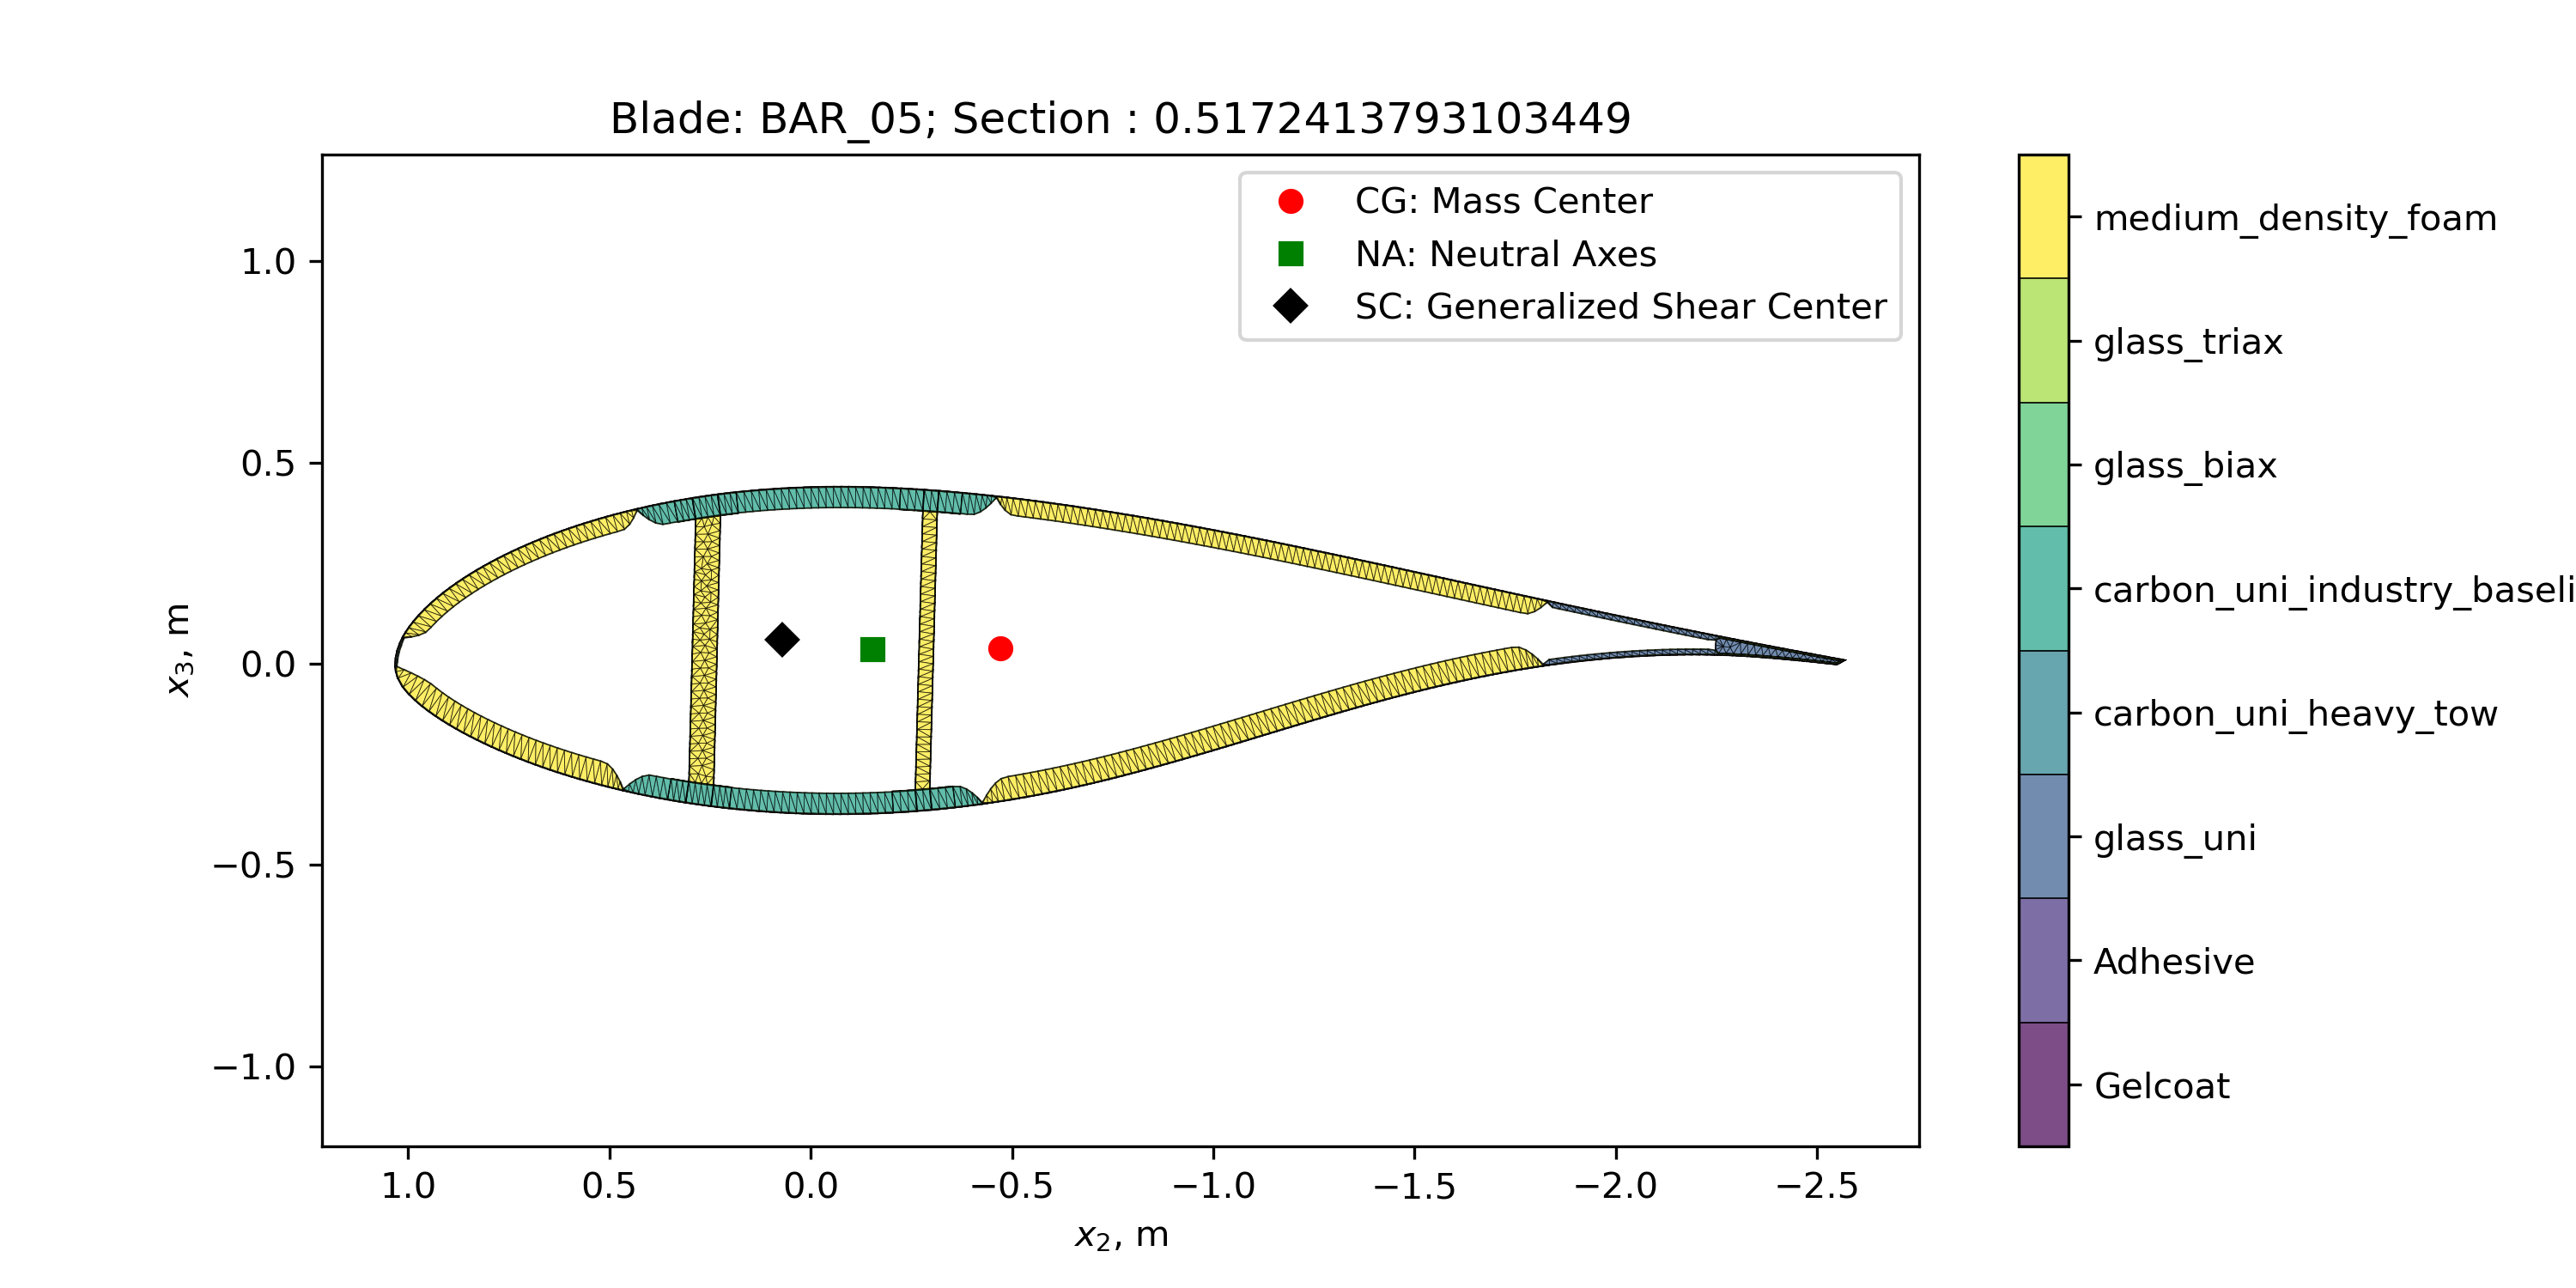 Blade: BAR_05; Section : 0.5172413793103449
CG: Mass Center
NA: Neutral Axes
SC: Generalized Shear Center
1.0
0.5
0.0
−0.5
−1.0
x₃, m
1.0
0.5
0.0
−0.5
−1.0
−1.5
−2.0
−2.5
x₂, m
medium_density_foam
glass_triax
glass_biax
carbon_uni_industry_baseli
carbon_uni_heavy_tow
glass_uni
Adhesive
Gelcoat